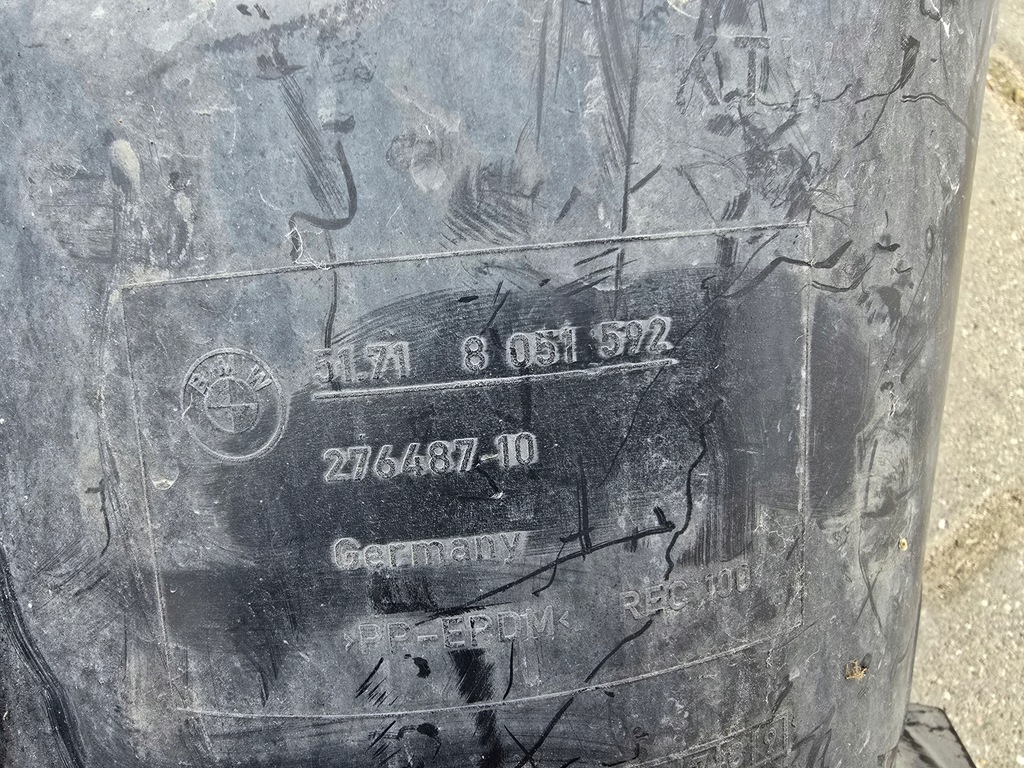 BMW
51.71 8 051 592
276487-10
Germany
>PP-EPDM< REC 100